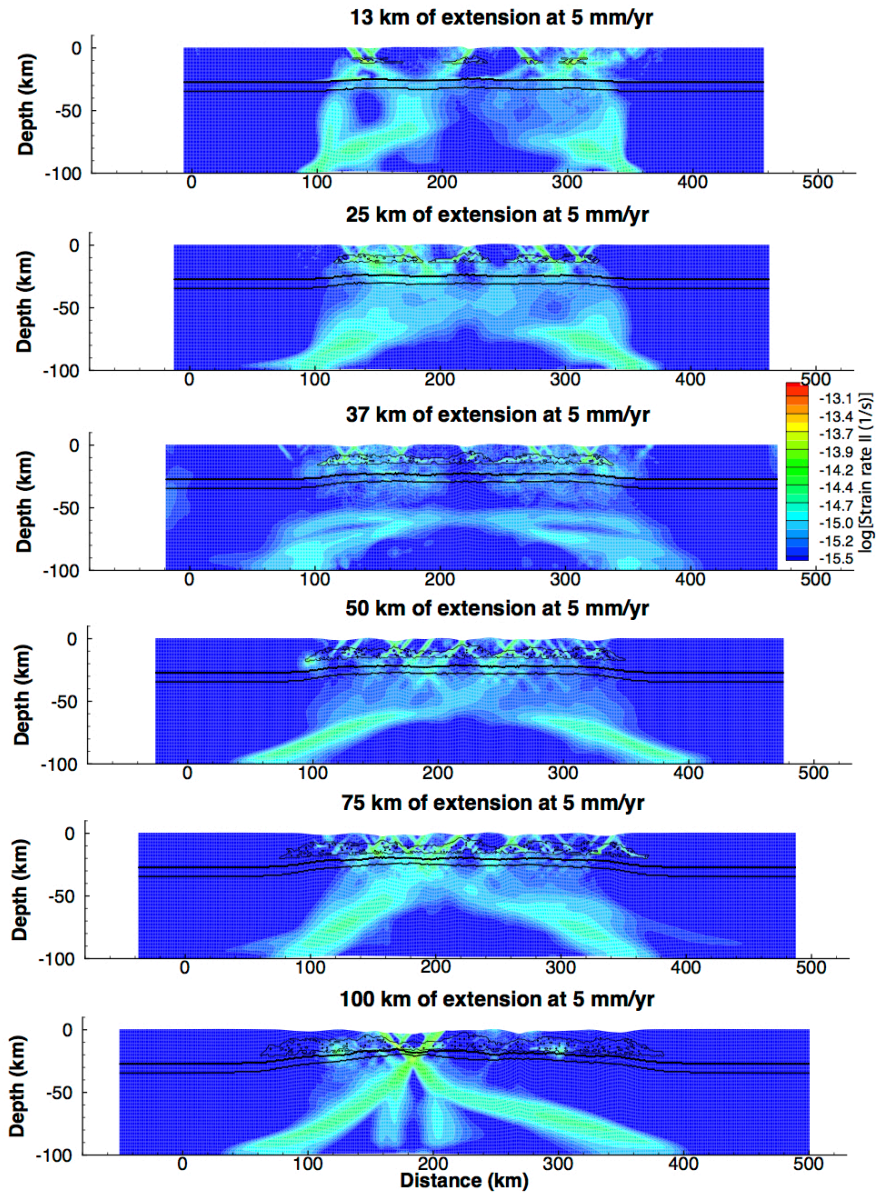 13 km of extension at 5 mm/yr
0
-50
-100
Depth (km)
0 100 200 300 400 500
25 km of extension at 5 mm/yr
0
-50
-100
Depth (km)
0 100 200 300 400 500
37 km of extension at 5 mm/yr
0
-50
-100
Depth (km)
0 100 200 300 400 500
-13.1
-13.4
-13.7
-13.9
-14.2
-14.4
-14.7
-15.0
-15.2
-15.5
log[Strain rate II (1/s)]
50 km of extension at 5 mm/yr
0
-50
-100
Depth (km)
0 100 200 300 400 500
75 km of extension at 5 mm/yr
0
-50
-100
Depth (km)
0 100 200 300 400 500
100 km of extension at 5 mm/yr
0
-50
-100
Depth (km)
0 100 200 300 400 500
Distance (km)